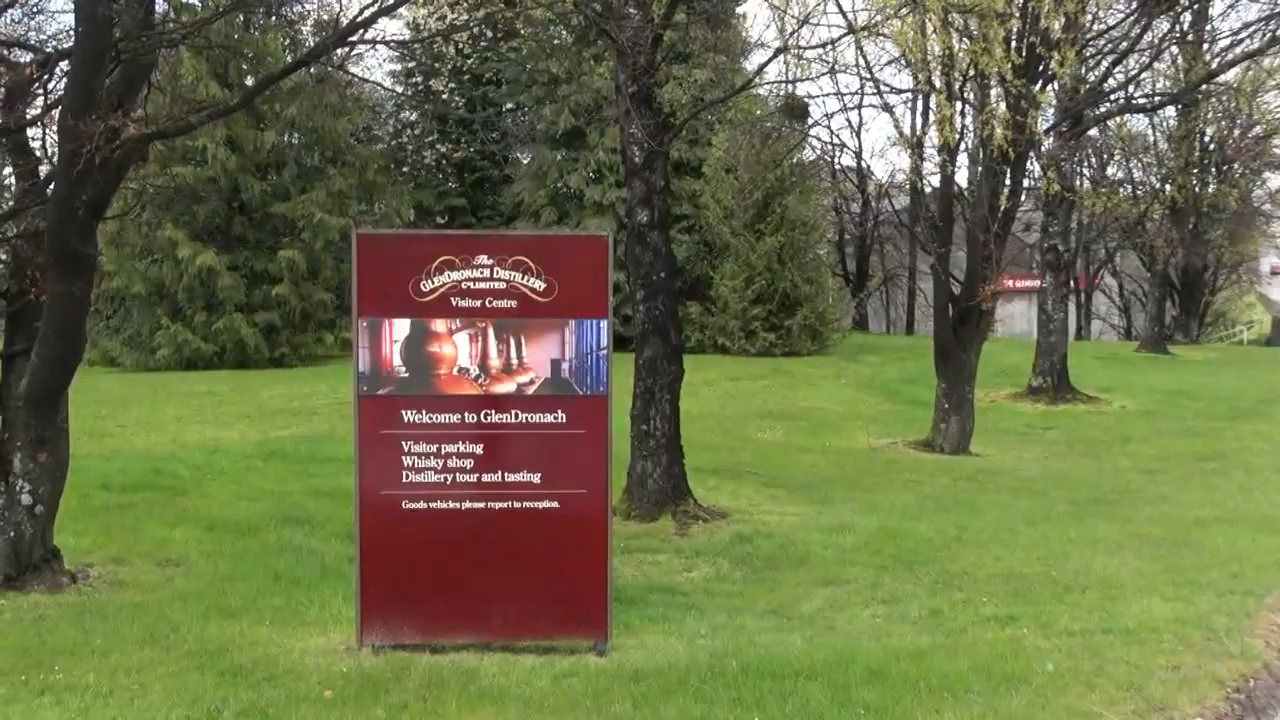 The
GLENDRONACH DISTILLERY
Co LIMITED
Visitor Centre
Welcome to GlenDronach
Visitor parking
Whisky shop
Distillery tour and tasting
Goods vehicles please report to reception.
THE